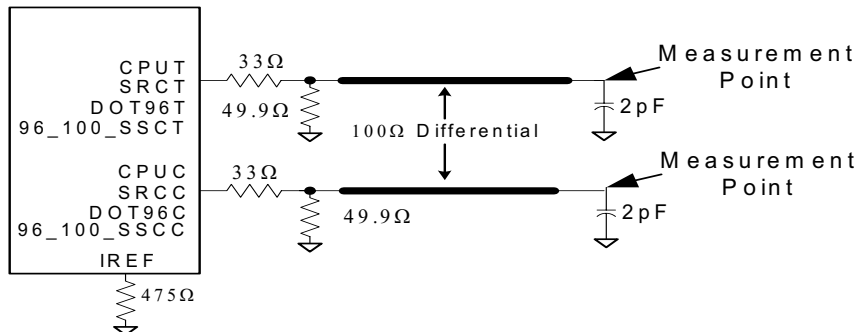 CPUT
SRCT
DOT96T
96_100_SSCT
33Ω
49.9Ω
Measurement
Point
2pF
100Ω Differential
CPUC
SRCC
DOT96C
96_100_SSCC
33Ω
49.9Ω
Measurement
Point
2pF
IREF
475Ω